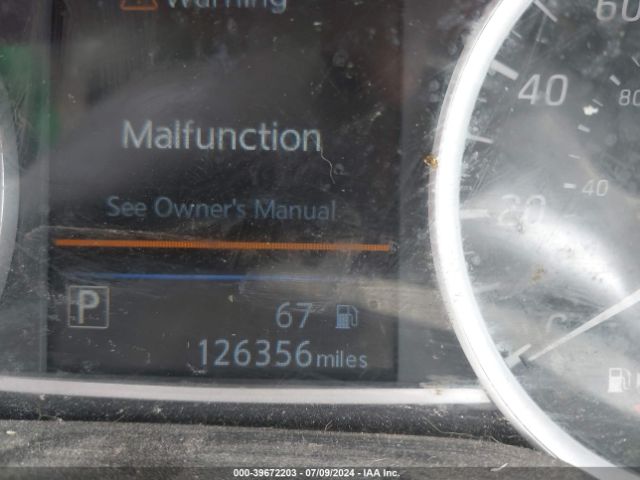 Warning
Malfunction
See Owner's Manual
P
67
126356 miles
60
40
80
20
40
000-39672203 - 07/09/2024 - IAA Inc.